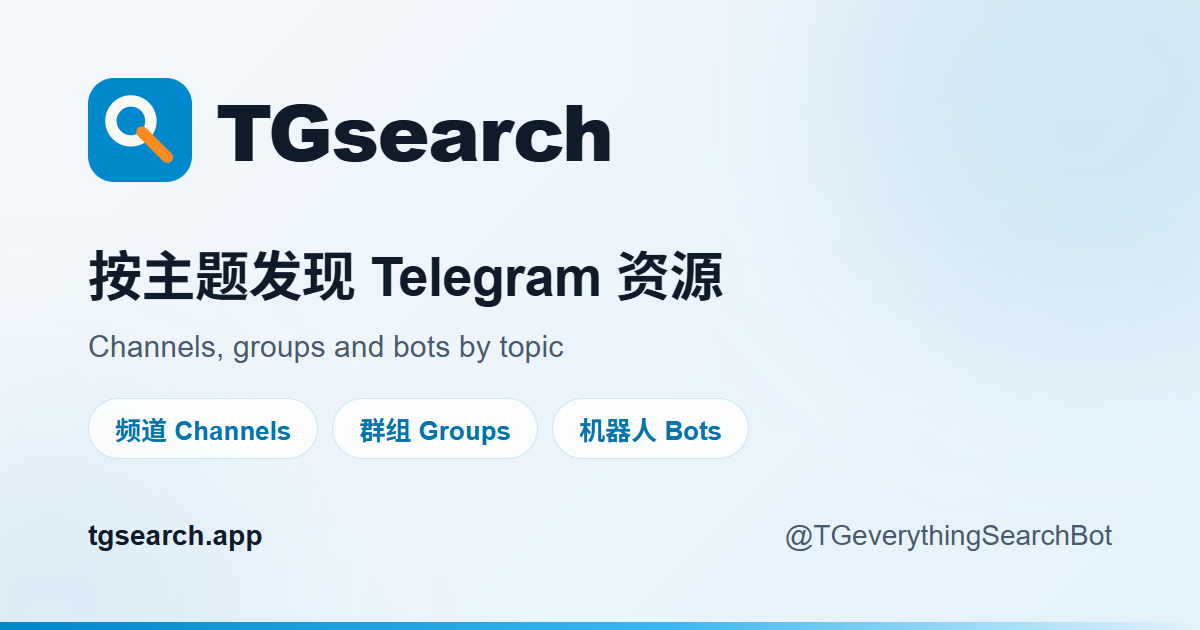 TGsearch
按主题发现 Telegram 资源
Channels, groups and bots by topic
频道 Channels
群组 Groups
机器人 Bots
tgsearch.app
@TGeverythingSearchBot